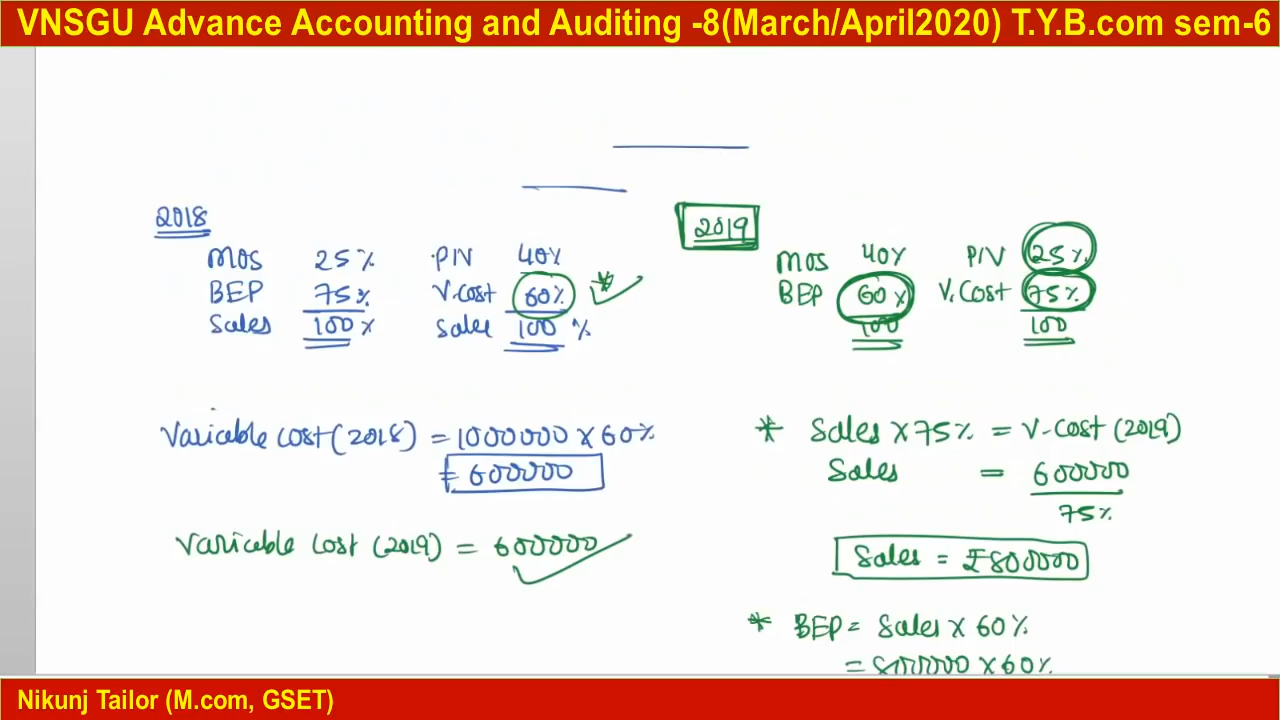 VNSGU Advance Accounting and Auditing -8(March/April2020) T.Y.B.com sem-6
2018
MOS 25% P/V 40%
BEP 75% V.cost 60% *
Sales 100% Sales 100%
2019
MOS 40% P/V 25%
BEP 60% V.Cost 75%
100 100
Variable cost (2018) = 1000000 × 60%
= 600000
Variable cost (2019) = 600000
* Sales × 75% = V-Cost (2019)
Sales = 600000
75%
Sales = ₹800000
* BEP = Sales × 60%
= 800000 × 60%
Nikunj Tailor (M.com, GSET)